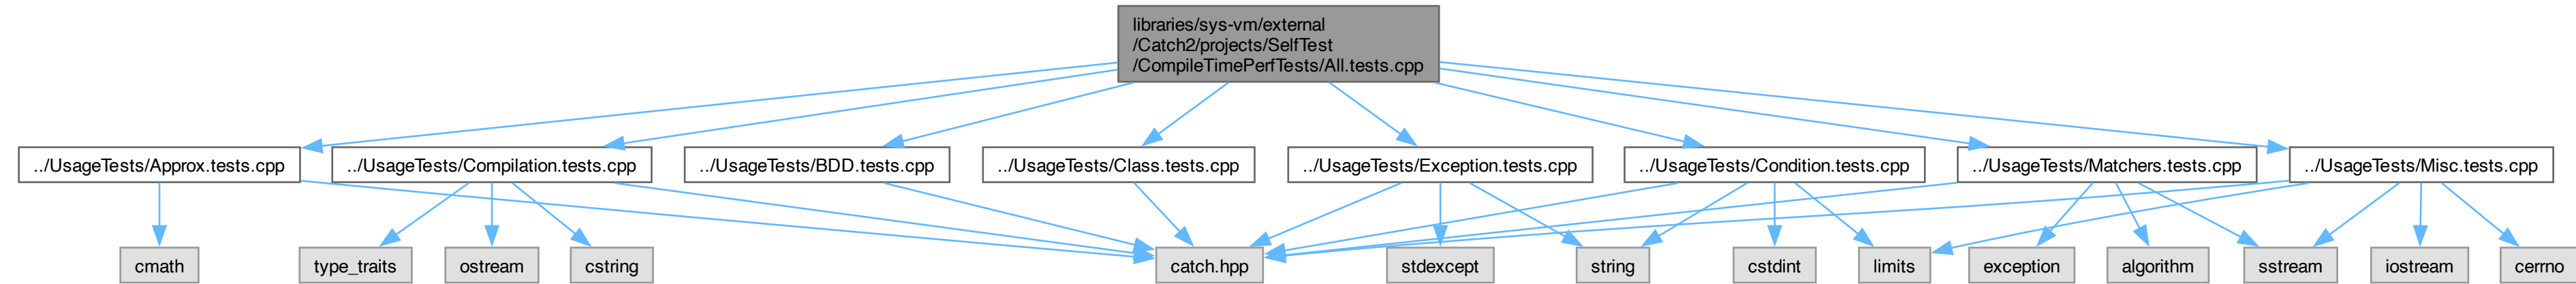 libraries/sys-vm/external
/Catch2/projects/SelfTest
/CompileTimePerfTests/All.tests.cpp
../UsageTests/Approx.tests.cpp
../UsageTests/Compilation.tests.cpp
../UsageTests/BDD.tests.cpp
../UsageTests/Class.tests.cpp
../UsageTests/Exception.tests.cpp
../UsageTests/Condition.tests.cpp
../UsageTests/Matchers.tests.cpp
../UsageTests/Misc.tests.cpp
cmath
type_traits
ostream
cstring
catch.hpp
stdexcept
string
cstdint
limits
exception
algorithm
sstream
iostream
cerrno